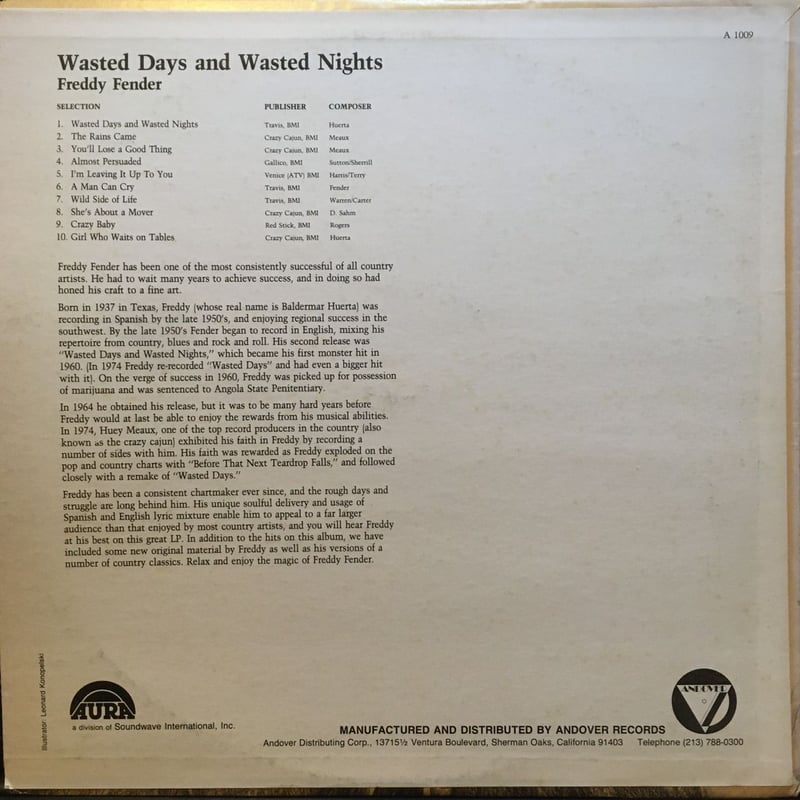 A 1009
Wasted Days and Wasted Nights
Freddy Fender
SELECTION PUBLISHER COMPOSER
1. Wasted Days and Wasted Nights Travis, BMI Huerta
2. The Rains Came Crazy Cajun, BMI Meaux
3. You'll Lose a Good Thing Crazy Cajun, BMI Meaux
4. Almost Persuaded Gallico, BMI Sutton/Sherrill
5. I'm Leaving It Up To You Venice (ATV) BMI Harris/Terry
6. A Man Can Cry Travis, BMI Fender
7. Wild Side of Life Travis, BMI Warren/Carter
8. She's About a Mover Crazy Cajun, BMI D. Sahm
9. Crazy Baby Red Stick, BMI Rogers
10. Girl Who Waits on Tables Crazy Cajun, BMI Huerta
Freddy Fender has been one of the most consistently successful of all country
artists. He had to wait many years to achieve success, and in doing so had
honed his craft to a fine art.
Born in 1937 in Texas, Freddy (whose real name is Baldermar Huerta) was
recording in Spanish by the late 1950's, and enjoying regional success in the
southwest. By the late 1950's Fender began to record in English, mixing his
repertoire from country, blues and rock and roll. His second release was
"Wasted Days and Wasted Nights," which became his first monster hit in
1960. (In 1974 Freddy re-recorded "Wasted Days" and had even a bigger hit
with it). On the verge of success in 1960, Freddy was picked up for possession
of marijuana and was sentenced to Angola State Penitentiary.
In 1964 he obtained his release, but it was to be many hard years before
Freddy would at last be able to enjoy the rewards from his musical abilities.
In 1974, Huey Meaux, one of the top record producers in the country (also
known as the crazy cajun) exhibited his faith in Freddy by recording a
number of sides with him. His faith was rewarded as Freddy exploded on the
pop and country charts with "Before That Next Teardrop Falls," and followed
closely with a remake of "Wasted Days."
Freddy has been a consistent chartmaker ever since, and the rough days and
struggle are long behind him. His unique soulful delivery and usage of
Spanish and English lyric mixture enable him to appeal to a far larger
audience than that enjoyed by most country artists, and you will hear Freddy
at his best on this great LP. In addition to the hits on this album, we have
included some new original material by Freddy as well as his versions of a
number of country classics. Relax and enjoy the magic of Freddy Fender.
Illustrator: Leonard Konopelski
AURA
a division of Soundwave International, Inc.
ANDOVER
MANUFACTURED AND DISTRIBUTED BY ANDOVER RECORDS
Andover Distributing Corp., 13715½ Ventura Boulevard, Sherman Oaks, California 91403 Telephone (213) 788-0300